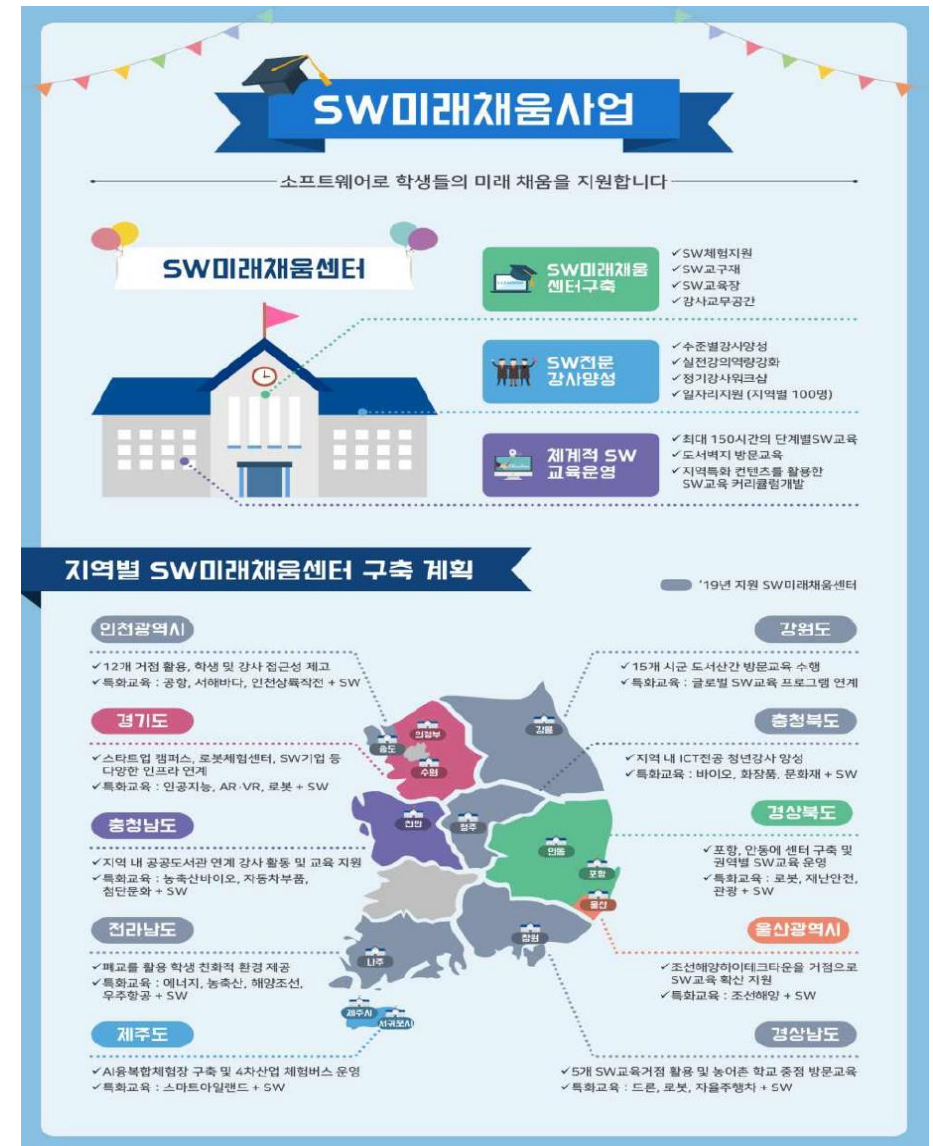 SW미래채움사업
소프트웨어로 학생들의 미래 채움을 지원합니다
SW미래채움센터
SW미래채움
센터구축
✓SW체험지원
✓SW교구재
✓SW교육장
✓강사교무공간
SW전문
강사양성
✓수준별강사양성
✓실전강의역량강화
✓정기강사워크샵
✓일자리지원 (지역별 100명)
체계적 SW
교육운영
✓최대 150시간의 단계별SW교육
✓도서벽지 방문교육
✓지역특화 컨텐츠를 활용한
SW교육 커리큘럼개발
지역별 SW미래채움센터 구축 계획
'19년 지원 SW미래채움센터
인천광역시
✓12개 거점 활용, 학생 및 강사 접근성 제고
✓특화교육 : 공항, 서해바다, 인천상륙작전 + SW
경기도
✓스타트업 캠퍼스, 로봇체험센터, SW기업 등
다양한 인프라 연계
✓특화교육 : 인공지능, AR·VR, 로봇 + SW
충청남도
✓지역 내 공공도서관 연계 강사 활동 및 교육 지원
✓특화교육 : 농축산바이오, 자동차부품,
첨단문화 + SW
전라남도
✓폐교를 활용 학생 친화적 환경 제공
✓특화교육 : 에너지, 농축산, 해양조선,
우주항공 + SW
제주도
✓AI융복합체험장 구축 및 4차산업 체험버스 운영
✓특화교육 : 스마트아일랜드 + SW
의정부
송도
수원
강릉
천안
청주
안동
포항
울산
창원
나주
제주시
서귀포시
강원도
✓15개 시군 도서산간 방문교육 수행
✓특화교육 : 글로벌 SW교육 프로그램 연계
충청북도
✓지역 내 ICT전공 청년강사 양성
✓특화교육 : 바이오, 화장품, 문화재 + SW
경상북도
✓포항, 안동에 센터 구축 및
권역별 SW교육 운영
✓특화교육 : 로봇, 재난안전,
관광 + SW
울산광역시
✓조선해양하이테크타운을 거점으로
SW교육 확산 지원
✓특화교육 : 조선해양 + SW
경상남도
✓5개 SW교육거점 활용 및 농어촌 학교 중점 방문교육
✓특화교육 : 드론, 로봇, 자율주행차 + SW